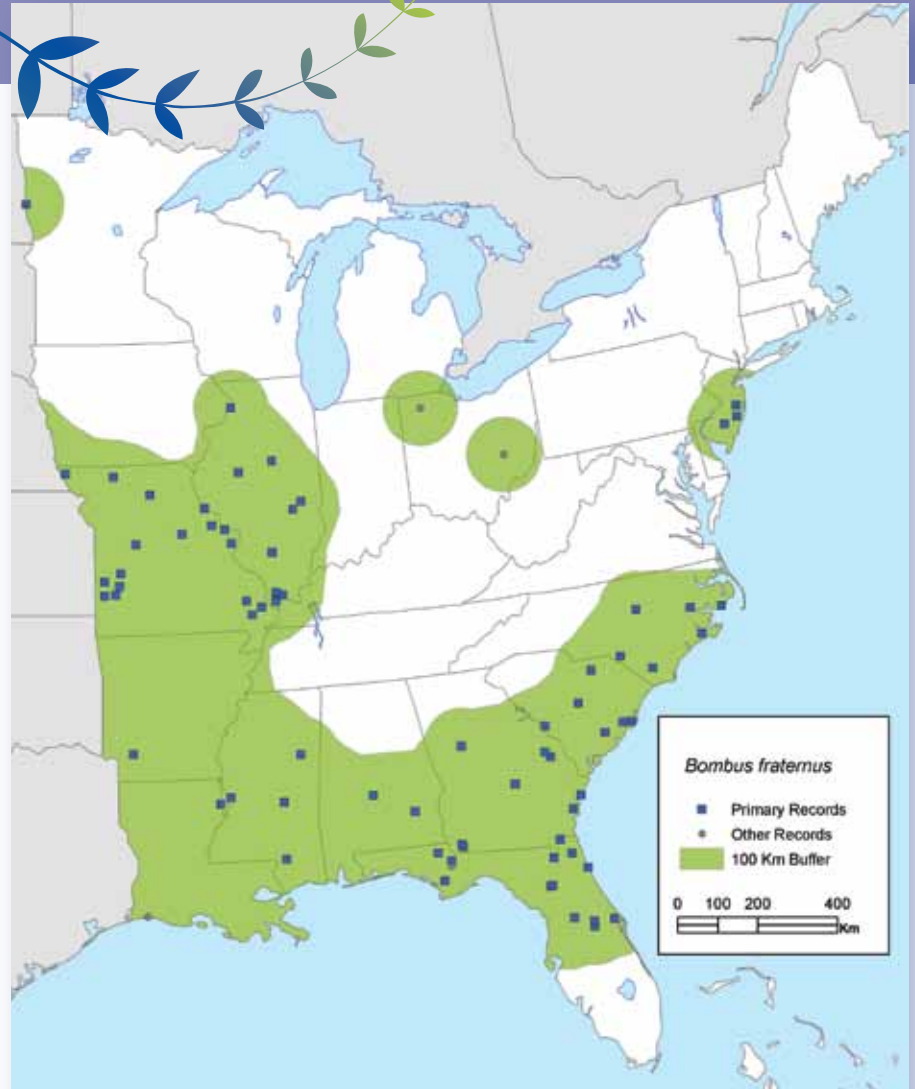 Bombus fraternus
Primary Records
Other Records
100 Km Buffer
0 100 200 400
Km